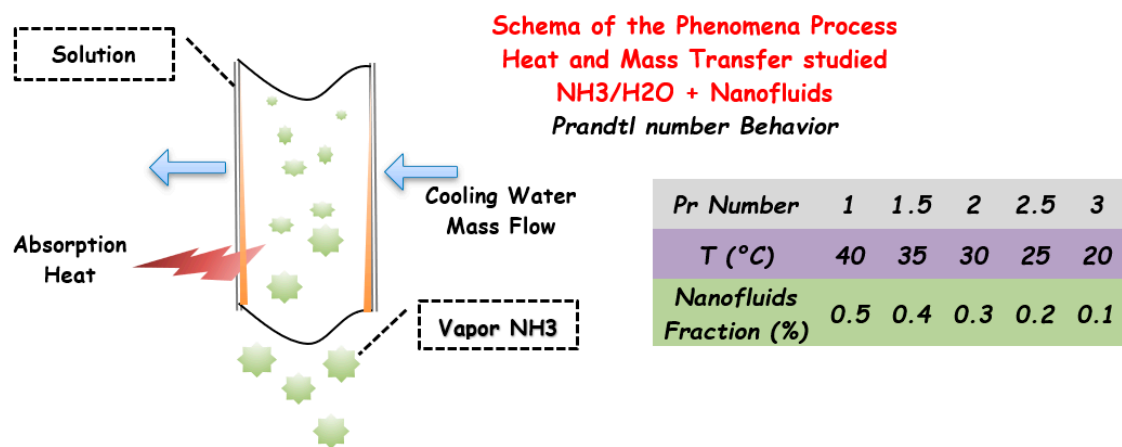 Solution
Schema of the Phenomena Process
Heat and Mass Transfer studied
NH3/H2O + Nanofluids
Prandtl number Behavior
Cooling Water
Mass Flow
Absorption
Heat
Vapor NH3
Pr Number 1 1.5 2 2.5 3
T (°C) 40 35 30 25 20
Nanofluids
Fraction (%) 0.5 0.4 0.3 0.2 0.1